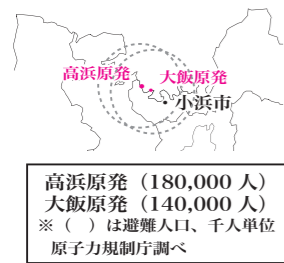 高浜原発
大飯原発
小浜市
高浜原発（180,000 人）
大飯原発（140,000 人）
※（　）は避難人口、千人単位
原子力規制庁調べ